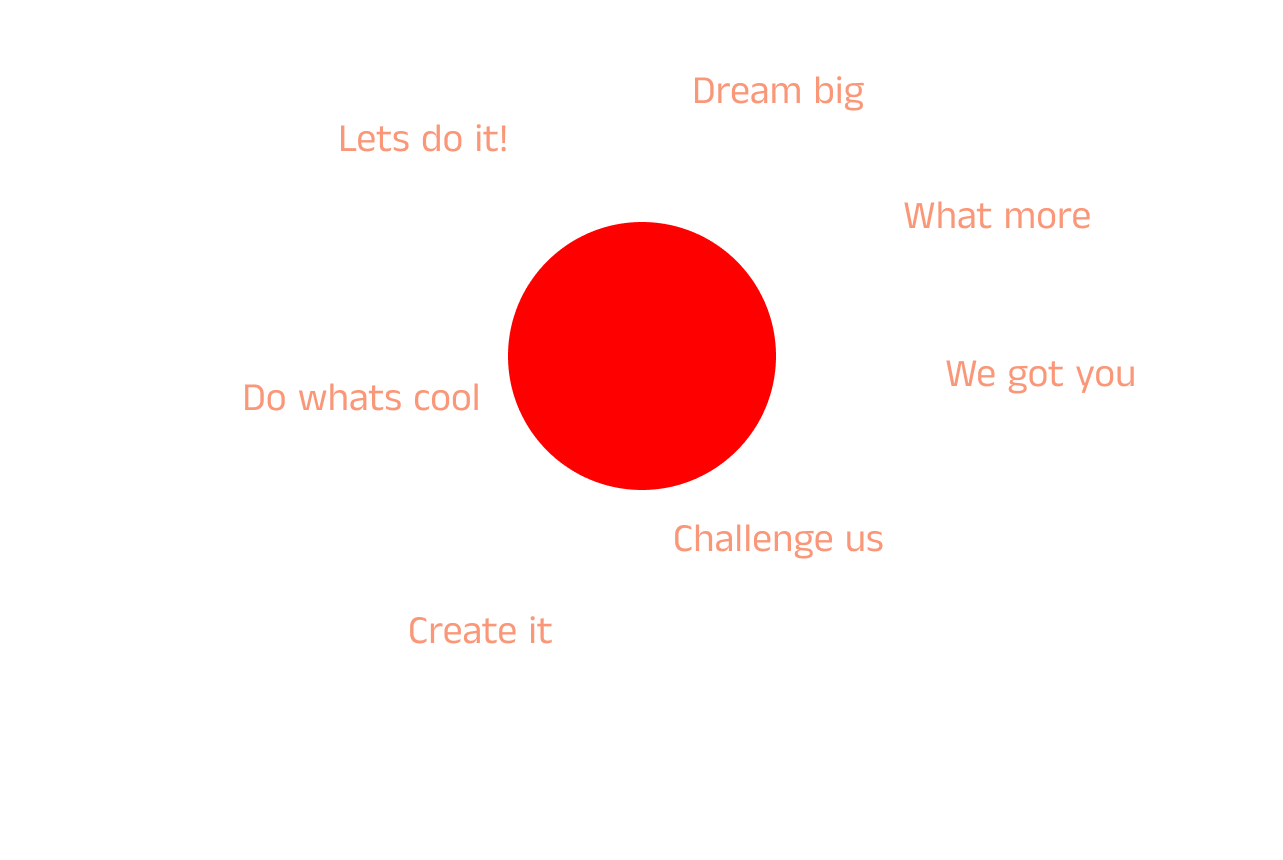 Dream big
Lets do it!
What more
We got you
Do whats cool
Challenge us
Create it